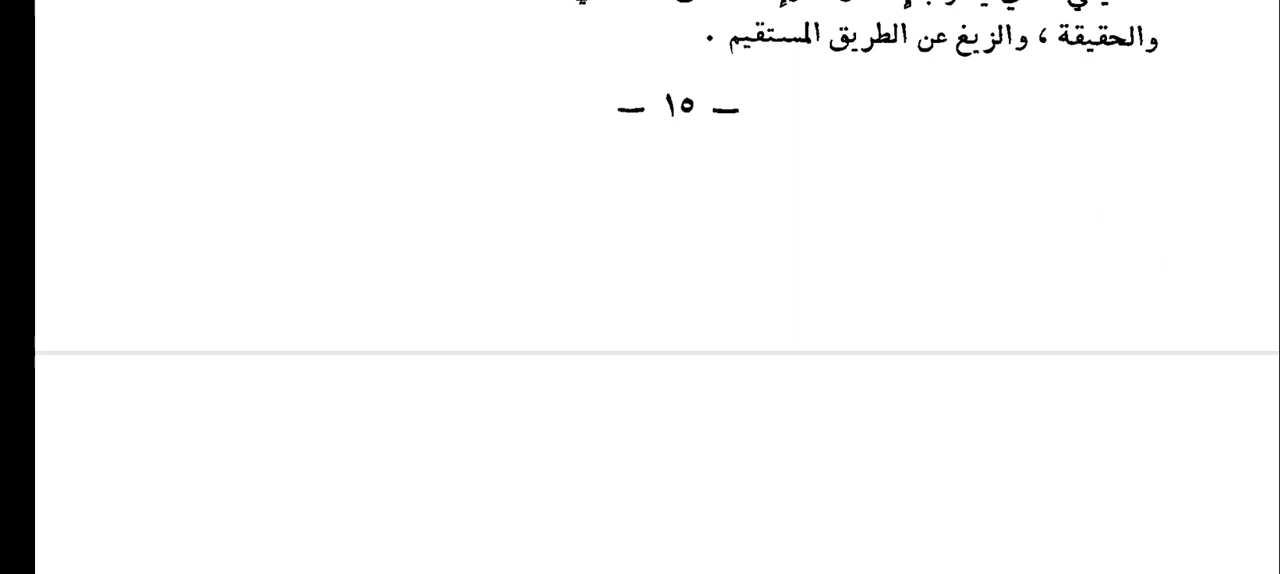 والحقيقة ، والزيغ عن الطريق المستقيم .
— ١٥ —